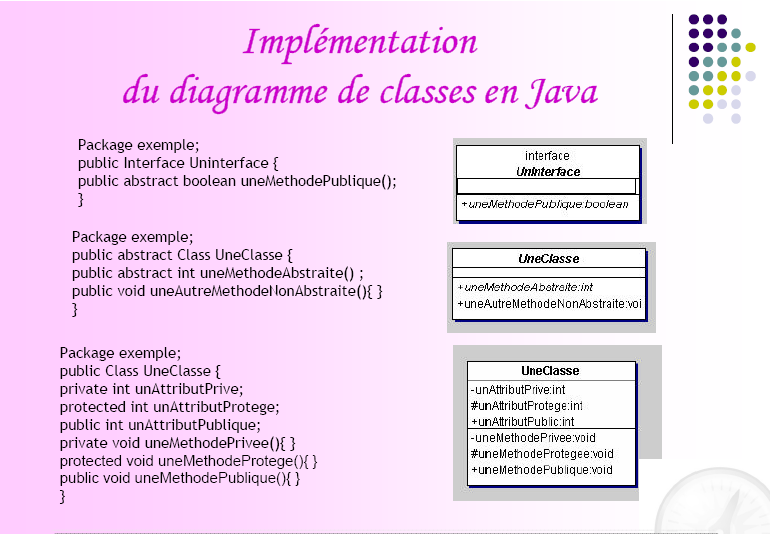 Implémentation
du diagramme de classes en Java
Package exemple;
public Interface Uninterface {
public abstract boolean uneMethodePublique();
}
interface
UnInterface
+uneMethodePublique:boolean
Package exemple;
public abstract Class UneClasse {
public abstract int uneMethodeAbstraite() ;
public void uneAutreMethodeNonAbstraite(){ }
}
UneClasse
+uneMethodeAbstraite:int
+uneAutreMethodeNonAbstraite:voi
Package exemple;
public Class UneClasse {
private int unAttributPrive;
protected int unAttributProtege;
public int unAttributPublique;
private void uneMethodePrivee(){ }
protected void uneMethodeProtege(){ }
public void uneMethodePublique(){ }
}
UneClasse
-unAttributPrive:int
#unAttributProtege:int
+unAttributPublic:int
-uneMethodePrivee:void
#uneMethodeProtegee:void
+uneMethodePublique:void